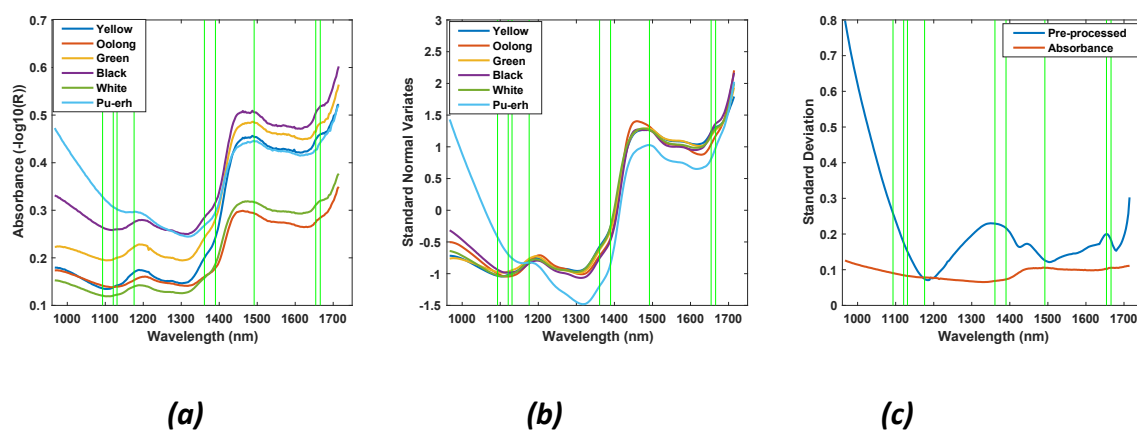 0.7
0.6
0.5
0.4
0.3
0.2
0.1
Absorbance (-log10(R))
Yellow
Oolong
Green
Black
White
Pu-erh
1000 1100 1200 1300 1400 1500 1600 1700
Wavelength (nm)
(a)
3
2.5
2
1.5
1
0.5
0
-0.5
-1
-1.5
Standard Normal Variates
Yellow
Oolong
Green
Black
White
Pu-erh
1000 1100 1200 1300 1400 1500 1600 1700
Wavelength (nm)
(b)
0.8
0.7
0.6
0.5
0.4
0.3
0.2
0.1
0
Standard Deviation
Pre-processed
Absorbance
1000 1100 1200 1300 1400 1500 1600 1700
Wavelength (nm)
(c)